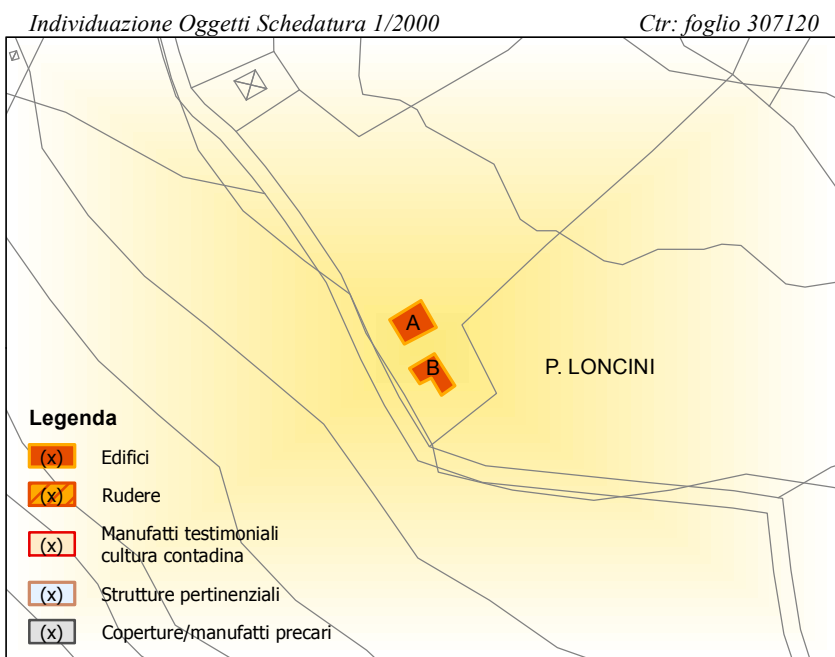 Individuazione Oggetti Schedatura 1/2000 Ctr: foglio 307120
A
B
P. LONCINI
Legenda
(x) Edifici
(x) Rudere
(x) Manufatti testimoniali
cultura contadina
(x) Strutture pertinenziali
(x) Coperture/manufatti precari